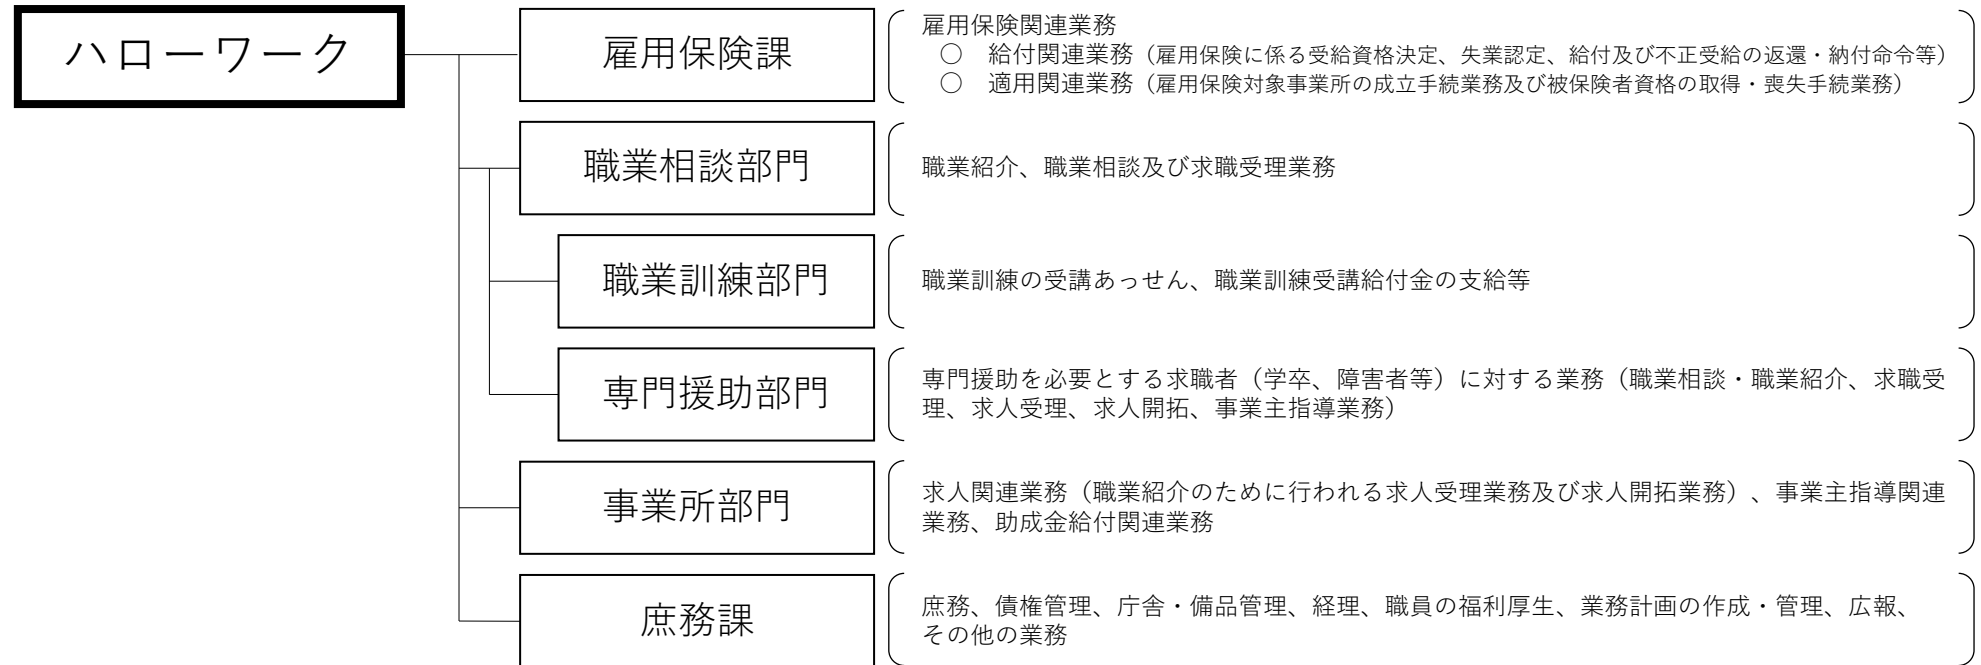 ハローワーク
雇用保険課
雇用保険関連業務
○ 給付関連業務（雇用保険に係る受給資格決定、失業認定、給付及び不正受給の返還・納付命令等）
○ 適用関連業務（雇用保険対象事業所の成立手続業務及び被保険者資格の取得・喪失手続業務）
職業相談部門
職業紹介、職業相談及び求職受理業務
職業訓練部門
職業訓練の受講あっせん、職業訓練受講給付金の支給等
専門援助部門
専門援助を必要とする求職者（学卒、障害者等）に対する業務（職業相談・職業紹介、求職受
理、求人受理、求人開拓、事業主指導業務）
事業所部門
求人関連業務（職業紹介のために行われる求人受理業務及び求人開拓業務）、事業主指導関連
業務、助成金給付関連業務
庶務課
庶務、債権管理、庁舎・備品管理、経理、職員の福利厚生、業務計画の作成・管理、広報、
その他の業務